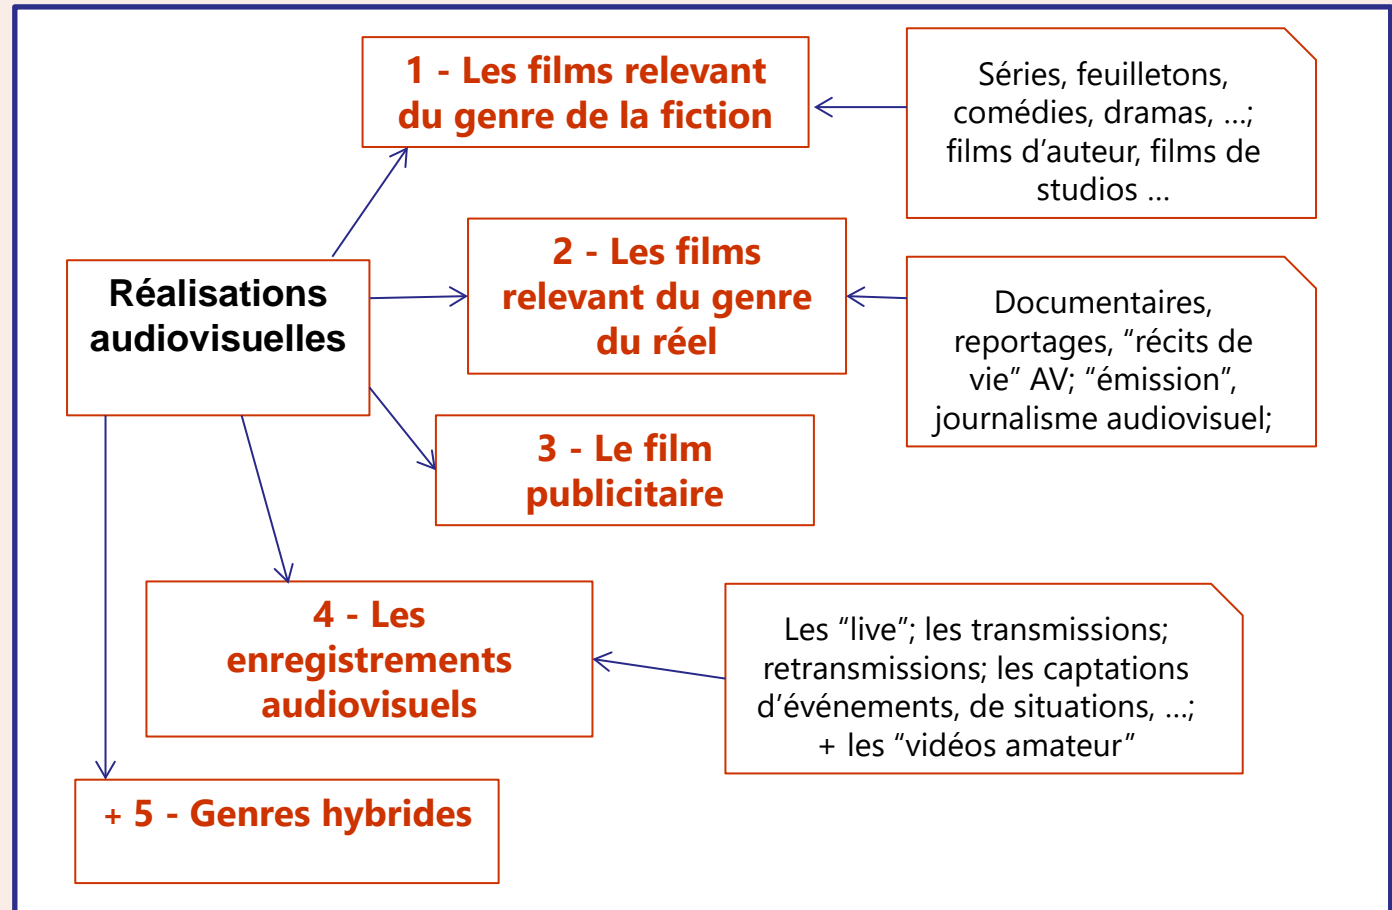 1 - Les films relevant
du genre de la fiction
Séries, feuilletons,
comédies, dramas, …;
films d’auteur, films de
studios …
Réalisations
audiovisuelles
2 - Les films
relevant du genre
du réel
Documentaires,
reportages, “récits de
vie” AV; “émission”,
journalisme audiovisuel;
3 - Le film
publicitaire
4 - Les
enregistrements
audiovisuels
Les “live”; les transmissions;
retransmissions; les captations
d’événements, de situations, …;
+ les “vidéos amateur”
+ 5 - Genres hybrides